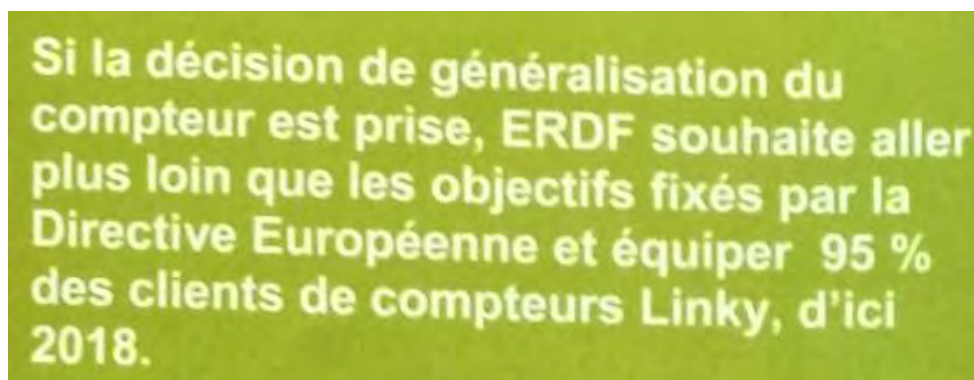 Si la décision de généralisation du
compteur est prise, ERDF souhaite aller
plus loin que les objectifs fixés par la
Directive Européenne et équiper  95 %
des clients de compteurs Linky, d'ici
2018.